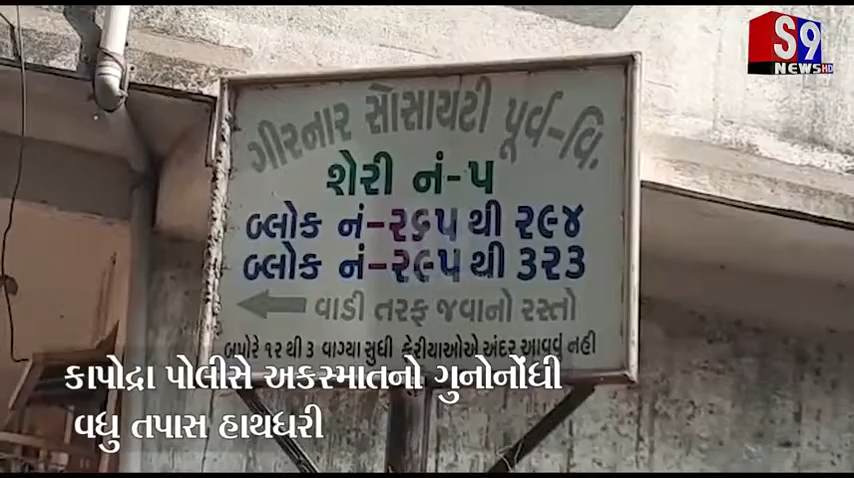 S9
NEWS HD
ગીરનાર સોસાયટી પૂર્વ-વિ.
શેરી નં-૫
બ્લોક નં-૨૬૫ થી ૨૯૪
બ્લોક નં-૨૯૫ થી ૩૨૩
વાડી તરફ જવાનો રસ્તો
બપોરે ૧૨ થી ૩ વાગ્યા સુધી ફેરીયાઓએ અંદર આવવું નહી
કાપોદ્રા પોલીસે અકસ્માતનો ગુનોનોંધી
વધુ તપાસ હાથધરી